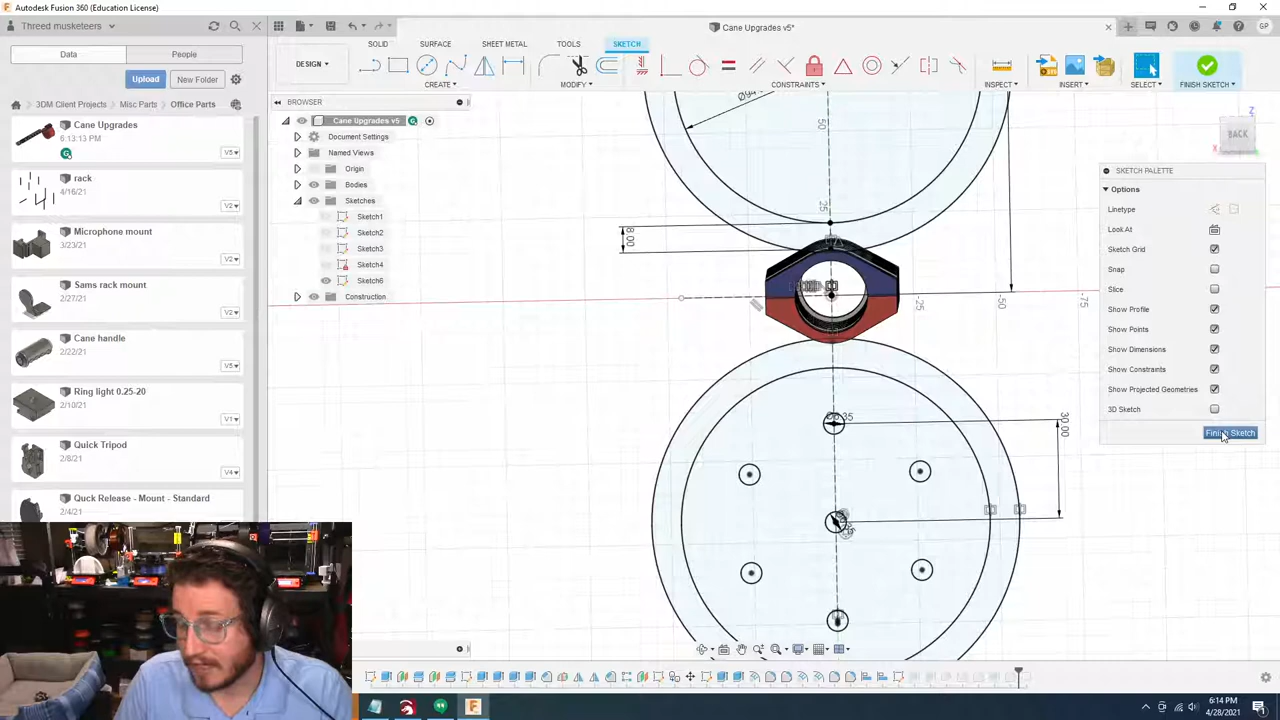 Autodesk Fusion 360 (Education License)
Threed musketeers
Cane Upgrades v5*
GP
Data
People
Upload
New Folder
3DM Client Projects
Misc Parts
Office Parts
Cane Upgrades
6:13:13 PM
V5
rack
4/16/21
V2
Microphone mount
3/23/21
V2
Sams rack mount
2/27/21
V2
Cane handle
2/22/21
V5
Ring light 0.25-20
2/10/21
V1
Quick Tripod
2/8/21
V4
Quck Release - Mount - Standard
2/4/21
SOLID
SURFACE
SHEET METAL
TOOLS
SKETCH
DESIGN
CREATE
MODIFY
CONSTRAINTS
INSPECT
INSERT
SELECT
FINISH SKETCH
BROWSER
Cane Upgrades v5
Document Settings
Named Views
Origin
Bodies
Sketches
Sketch1
Sketch2
Sketch3
Sketch4
Sketch6
Construction
50
25
8.00
-25
-50
-75
30.00
Z
BACK
X
SKETCH PALETTE
Options
Linetype
Look At
Sketch Grid
Snap
Slice
Show Profile
Show Points
Show Dimensions
Show Constraints
Show Projected Geometries
3D Sketch
Finish Sketch
6:14 PM
4/28/2021